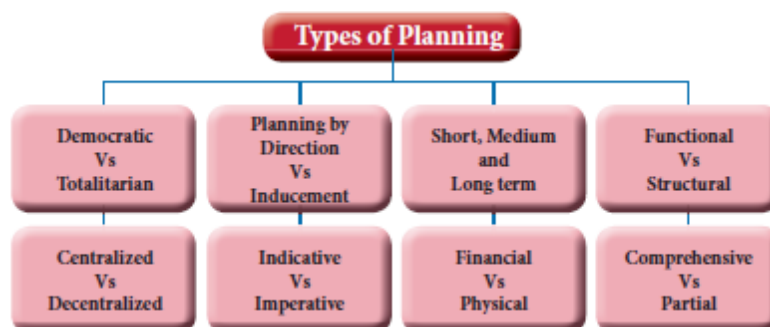 Types of Planning
Democratic
Vs
Totalitarian
Planning by
Direction
Vs
Inducement
Short, Medium
and
Long term
Functional
Vs
Structural
Centralized
Vs
Decentralized
Indicative
Vs
Imperative
Financial
Vs
Physical
Comprehensive
Vs
Partial